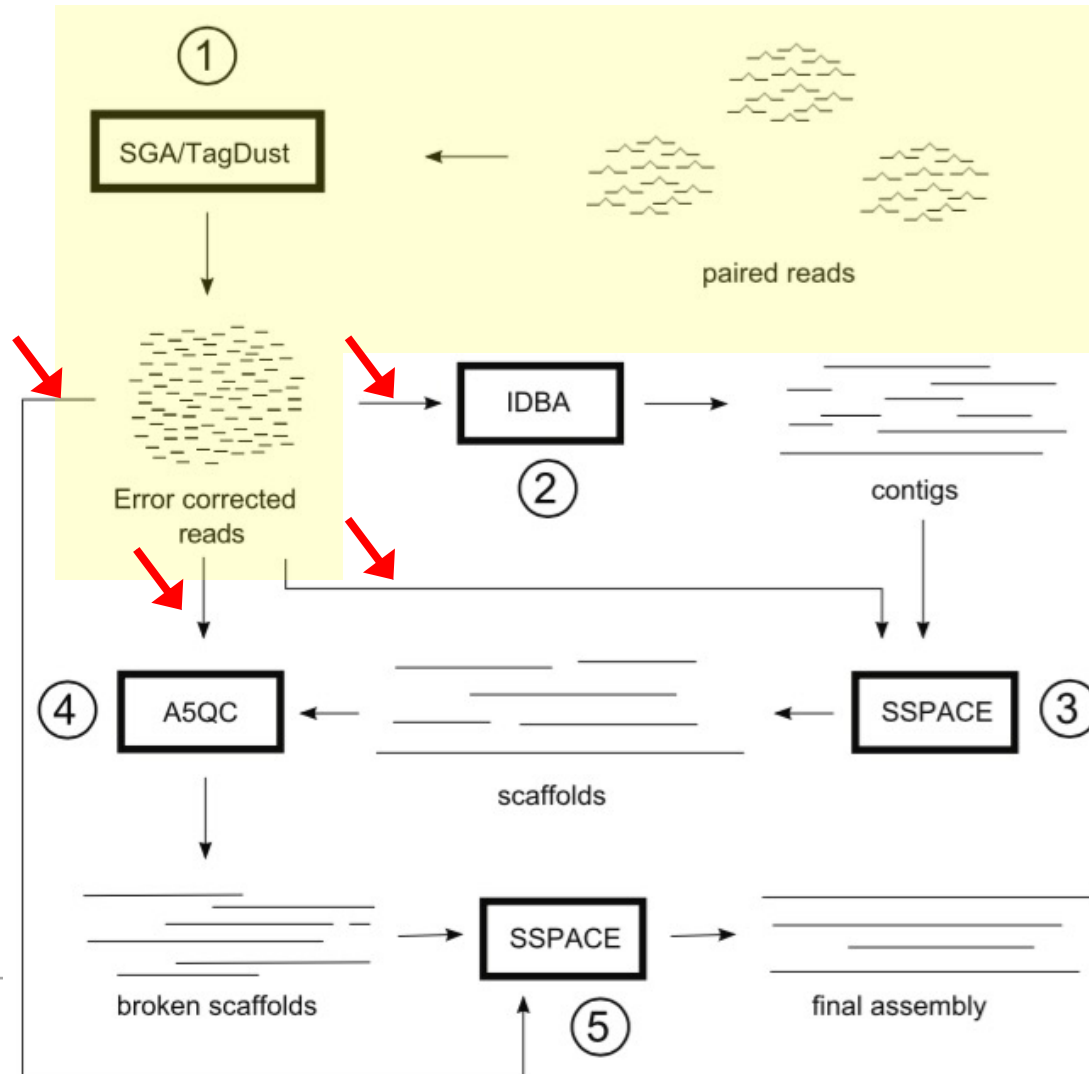 1
SGA/TagDust
paired reads
Error corrected
reads
IDBA
2
contigs
4
A5QC
scaffolds
SSPACE
3
broken scaffolds
SSPACE
5
final assembly